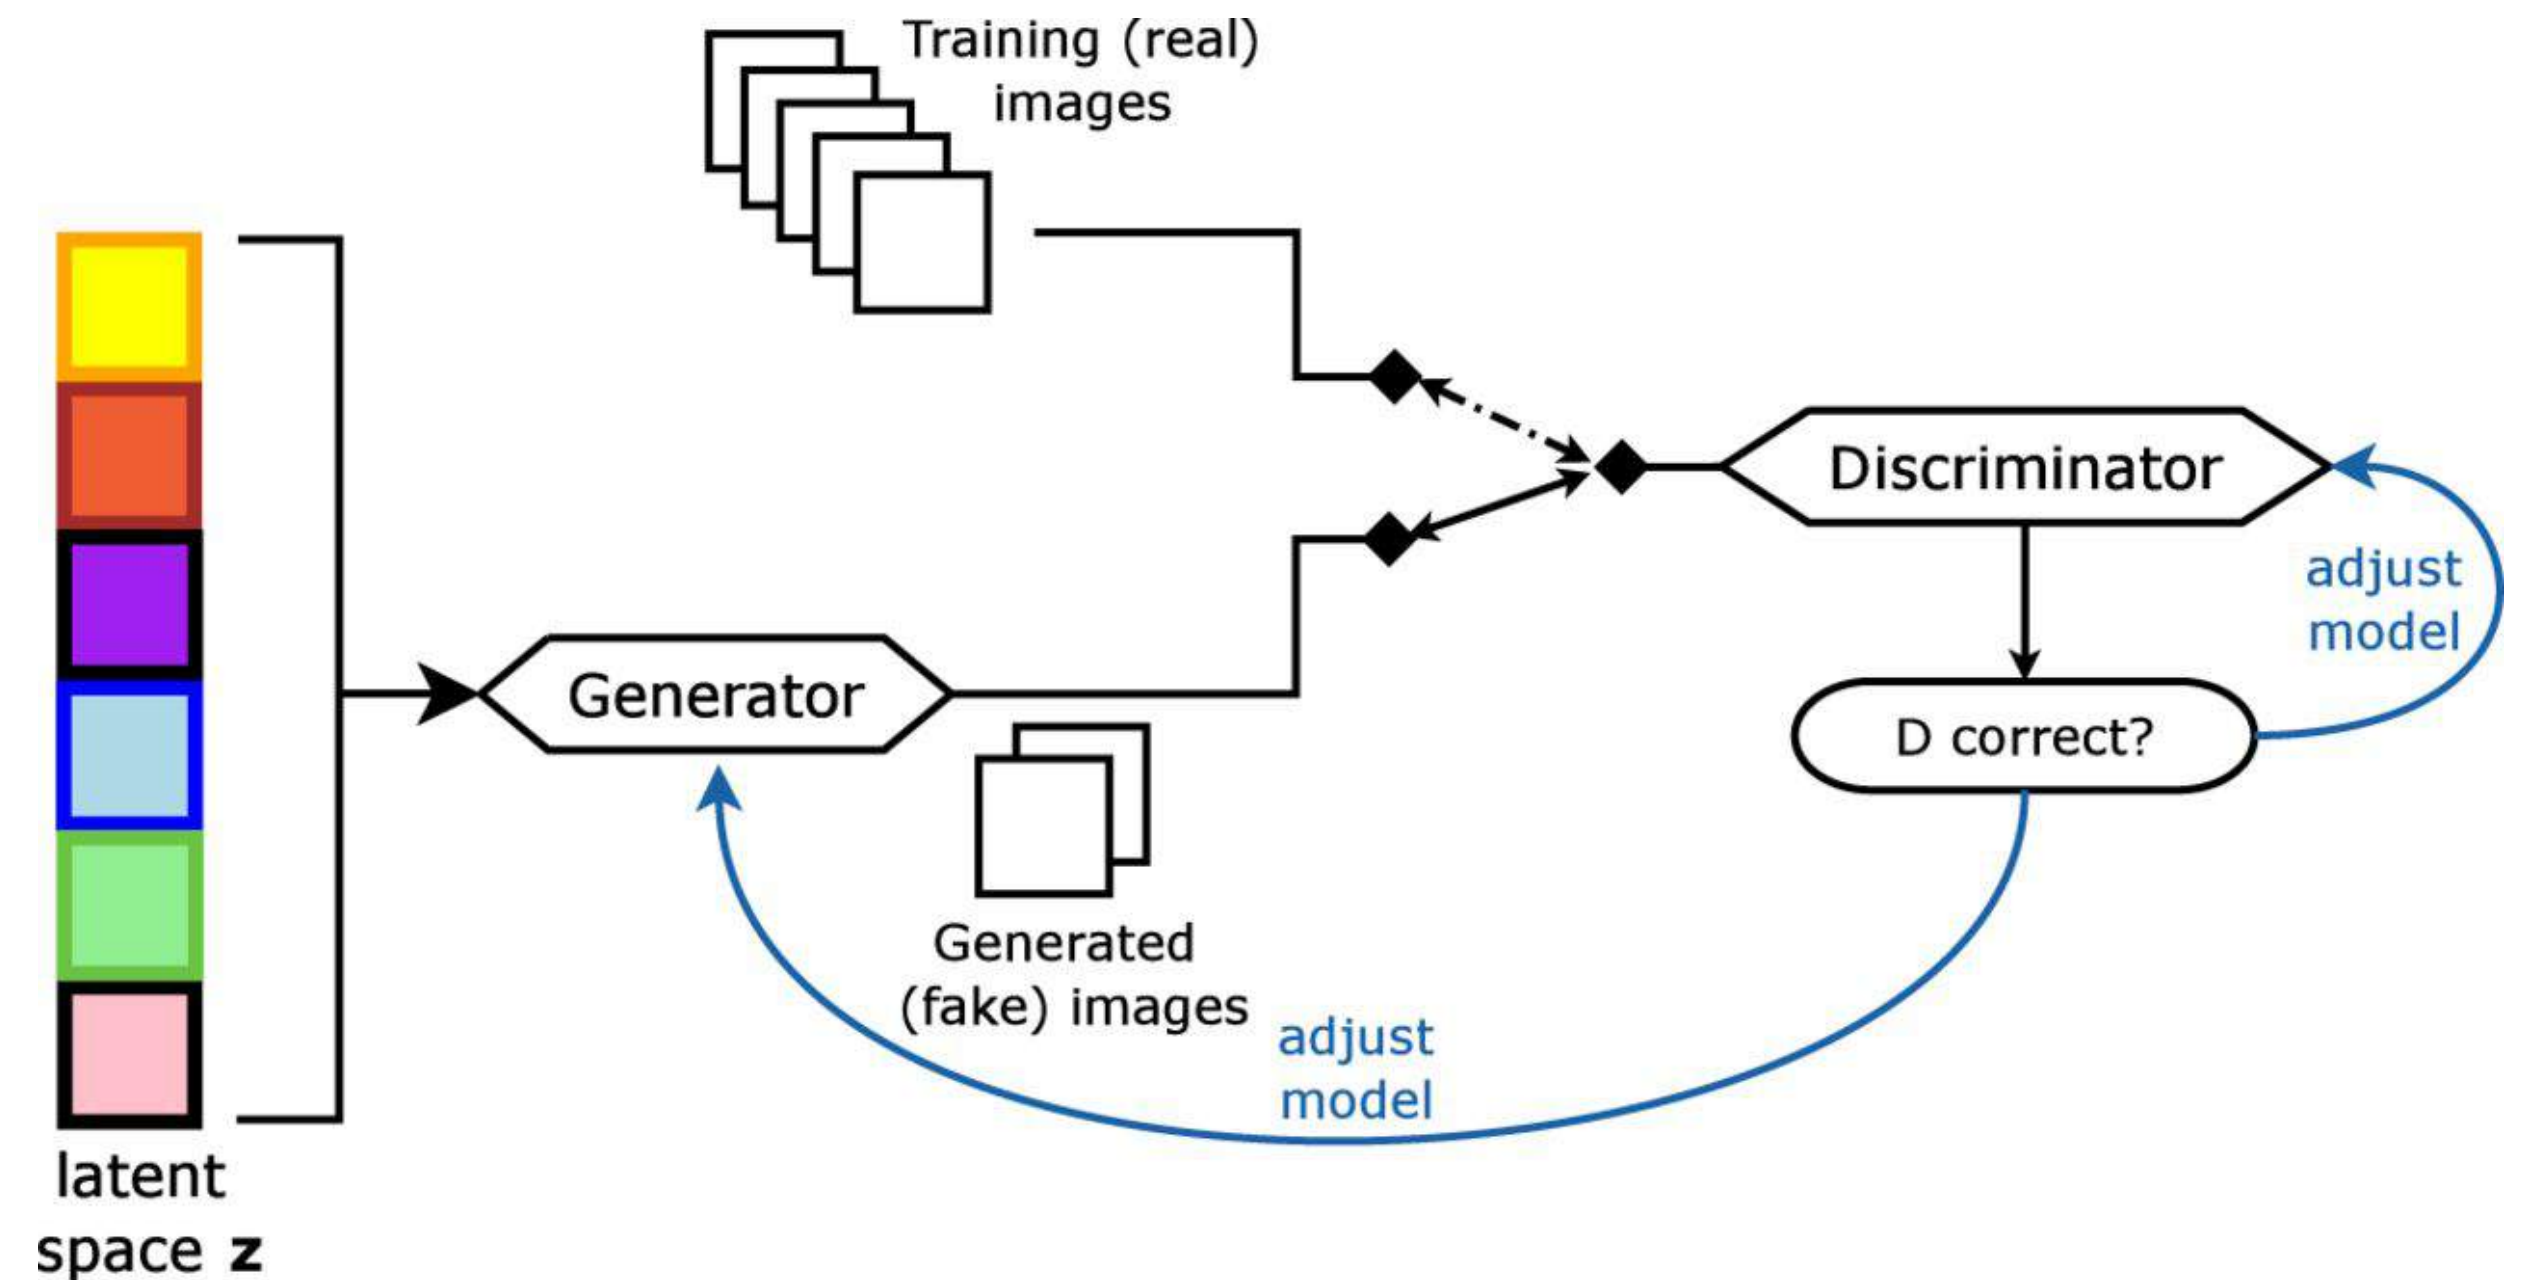 Training (real)
images
Discriminator
adjust
model
Generator
D correct?
Generated
(fake) images
adjust
model
latent
space z